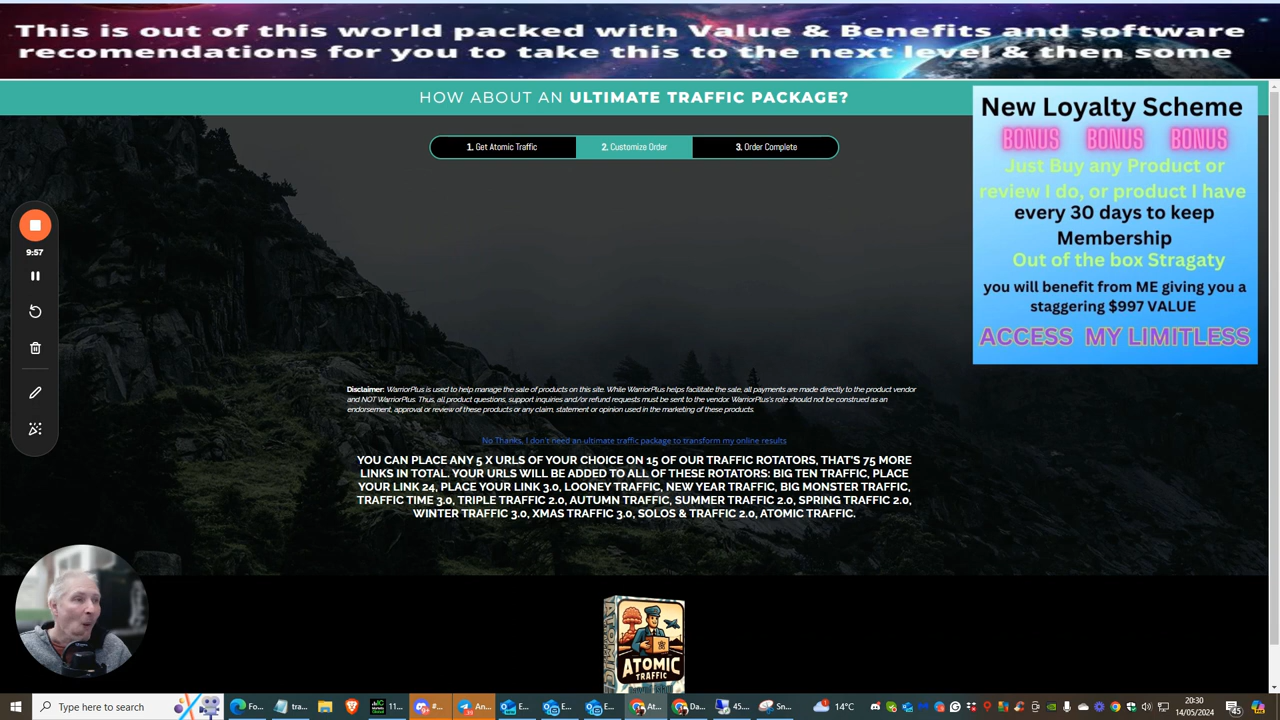 This is out of this world packed with Value & Benefits and software
recomendations for you to take this to the next level & then some
HOW ABOUT AN ULTIMATE TRAFFIC PACKAGE?
1. Get Atomic Traffic
2. Customize Order
3. Order Complete
New Loyalty Scheme
BONUS BONUS BONUS
Just Buy any Product or
review I do, or product I have
every 30 days to keep
Membership
Out of the box Stragaty
you will benefit from ME giving you a
staggering $997 VALUE
ACCESS MY LIMITLESS
9:57
Disclaimer: WarriorPlus is used to help manage the sale of products on this site. While WarriorPlus helps facilitate the sale, all payments are made directly to the product vendor
and NOT WarriorPlus. Thus, all product questions, support inquiries and/or refund requests must be sent to the vendor. WarriorPlus's role should not be construed as an
endorsement, approval or review of these products or any claim, statement or opinion used in the marketing of these products.
No Thanks. I don't need an ultimate traffic package to transform my online results
YOU CAN PLACE ANY 5 X URLS OF YOUR CHOICE ON 15 OF OUR TRAFFIC ROTATORS, THAT'S 75 MORE
LINKS IN TOTAL. YOUR URLS WILL BE ADDED TO ALL OF THESE ROTATORS: BIG TEN TRAFFIC, PLACE
YOUR LINK 24, PLACE YOUR LINK 3.0, LOONEY TRAFFIC, NEW YEAR TRAFFIC, BIG MONSTER TRAFFIC,
TRAFFIC TIME 3.0, TRIPLE TRAFFIC 2.0, AUTUMN TRAFFIC, SUMMER TRAFFIC 2.0, SPRING TRAFFIC 2.0,
WINTER TRAFFIC 3.0, XMAS TRAFFIC 3.0, SOLOS & TRAFFIC 2.0, ATOMIC TRAFFIC.
ATOMIC
TRAFFIC
Type here to search
Fo...
tra...
11...
#...
An...
E...
E...
E...
At...
Da...
45...
Sn...
14°C
20:30
14/05/2024
45